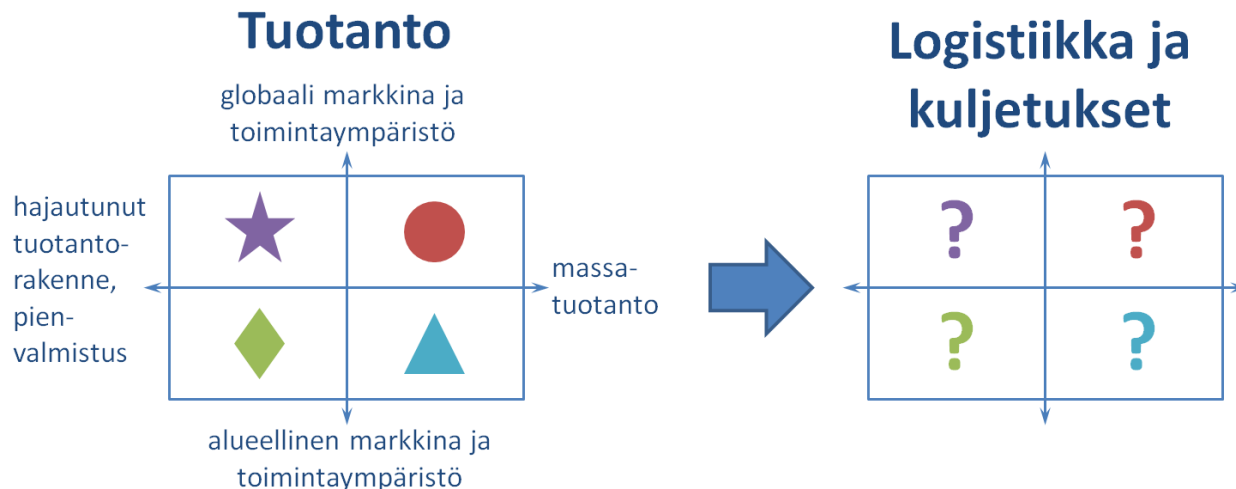 Tuotanto
globaali markkina ja
toimintaympäristö
hajautunut
tuotanto-
rakenne,
pien-
valmistus
massa-
tuotanto
alueellinen markkina ja
toimintaympäristö
Logistiikka ja
kuljetukset
? ?
? ?